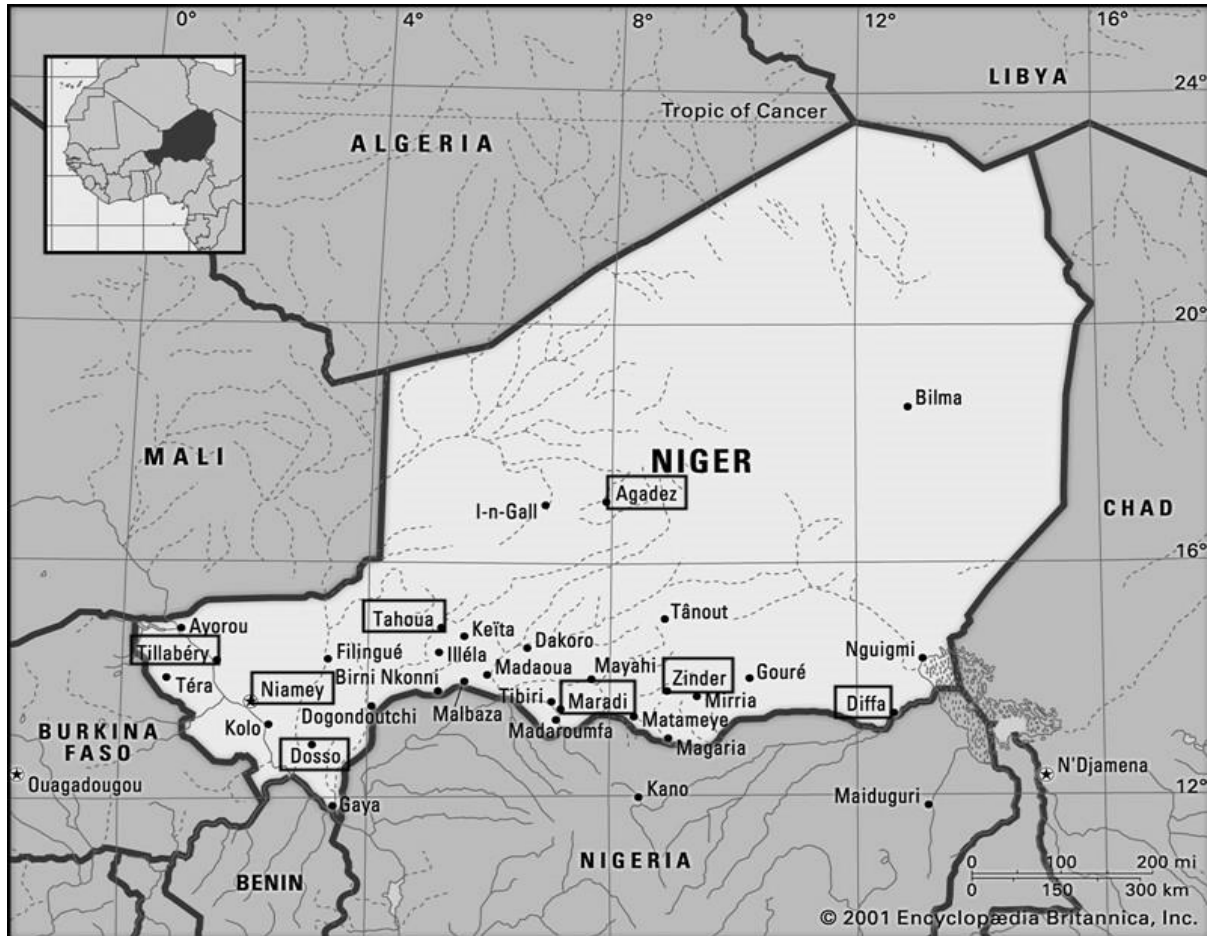 0°
4°
8°
12°
16°
LIBYA
24°
Tropic of Cancer
ALGERIA
20°
Bilma
MALI
NIGER
Agadez
I-n-Gall
CHAD
16°
Tahoua
Tânout
Ayorou
Keïta
Dakoro
Nguigmi
Tillabéry
Filingué
Illéla
Madaoua
Mayahi
Zinder
Gouré
Téra
Niamey
Birni Nkonni
Tibiri
Maradi
Mirria
Diffa
Kolo
Dogondoutchi
Malbaza
Madaroumfa
Matameye
BURKINA
FASO
Dosso
Magaria
Ouagadougou
N'Djamena
Gaya
Kano
Maiduguri
12°
NIGERIA
BENIN
0 100 200 mi
0 150 300 km
© 2001 Encyclopædia Britannica, Inc.